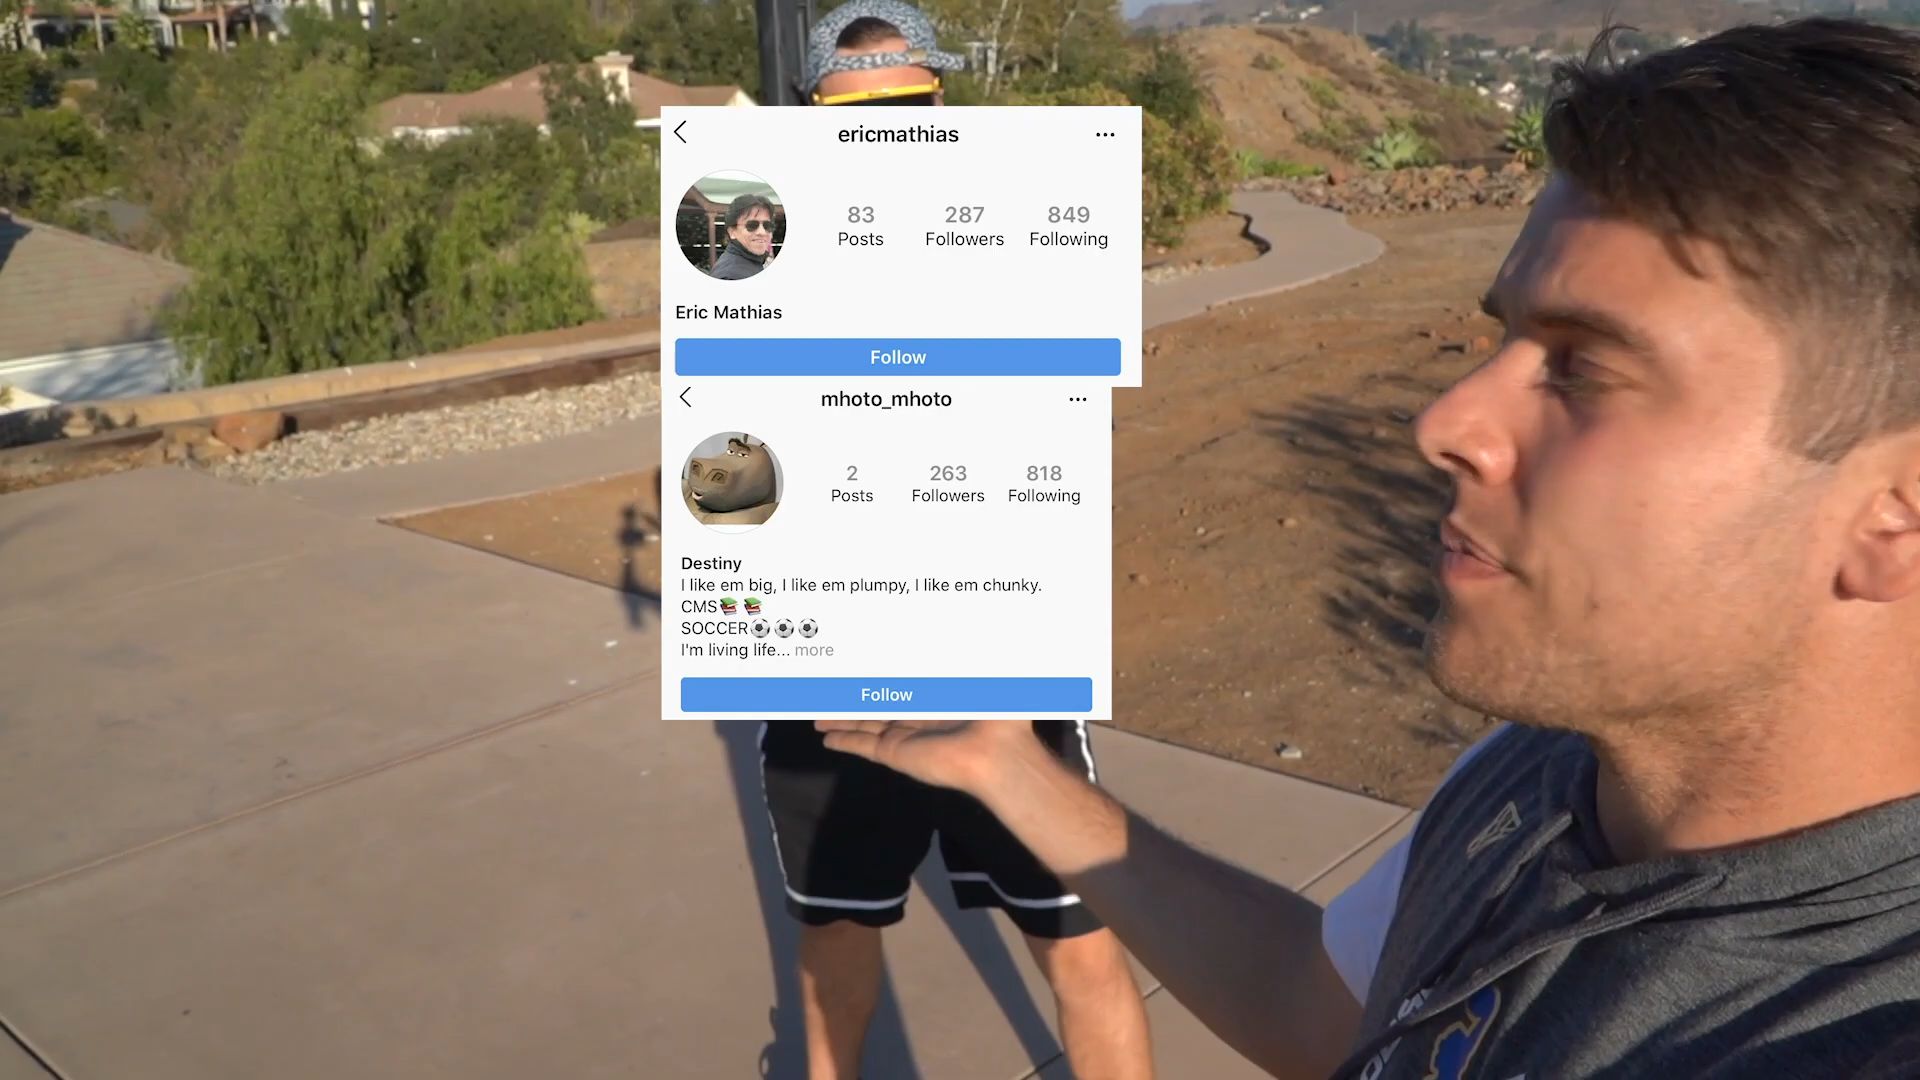 ericmathias
83 287 849
Posts Followers Following
Eric Mathias
Follow
mhoto_mhoto
2 263 818
Posts Followers Following
Destiny
I like em big, I like em plumpy, I like em chunky.
CMS📚📚
SOCCER⚽⚽⚽
I'm living life... more
Follow